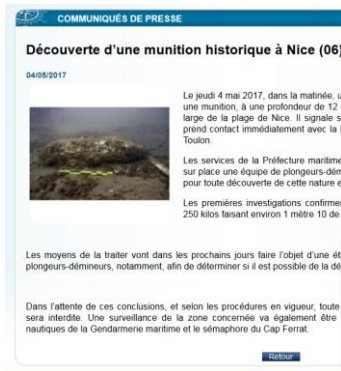 COMMUNIQUÉS DE PRESSE
Découverte d'une munition historique à Nice (06)
04/05/2017
Le jeudi 4 mai 2017, dans la matinée, u
une munition, à une profondeur de 12
large de la plage de Nice. Il signale s
prend contact immédiatement avec la
Toulon.
Les services de la Préfecture maritime
sur place une équipe de plongeurs-dém
pour toute découverte de cette nature e
Les premières investigations confirme
250 kilos faisant environ 1 mètre 10 de
Les moyens de la traiter vont dans les prochains jours faire l'objet d'une ét
plongeurs-démineurs, notamment, afin de déterminer si il est possible de la dé
Dans l'attente de ces conclusions, et selon les procédures en vigueur, toute
sera interdite. Une surveillance de la zone concernée va également être
nautiques de la Gendarmerie maritime et le sémaphore du Cap Ferrat.
Retour